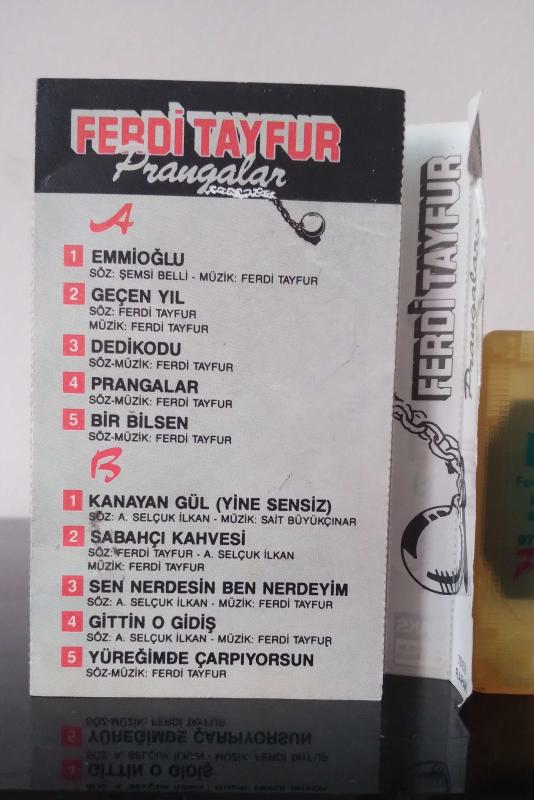 FERDİ TAYFUR
Prangalar
A
1 EMMİOĞLU
SÖZ: ŞEMSİ BELLİ - MÜZİK: FERDİ TAYFUR
2 GEÇEN YIL
SÖZ: FERDİ TAYFUR
MÜZİK: FERDİ TAYFUR
3 DEDİKODU
SÖZ-MÜZİK: FERDİ TAYFUR
4 PRANGALAR
SÖZ-MÜZİK: FERDİ TAYFUR
5 BİR BİLSEN
SÖZ-MÜZİK: FERDİ TAYFUR
B
1 KANAYAN GÜL (YİNE SENSİZ)
SÖZ: A. SELÇUK İLKAN - MÜZİK: SAİT BÜYÜKÇINAR
2 SABAHÇI KAHVESİ
SÖZ: FERDİ TAYFUR - A. SELÇUK İLKAN
MÜZİK: FERDİ TAYFUR
3 SEN NERDESİN BEN NERDEYİM
SÖZ: A. SELÇUK İLKAN - MÜZİK: FERDİ TAYFUR
4 GİTTİN O GİDİŞ
SÖZ: A. SELÇUK İLKAN - MÜZİK: FERDİ TAYFUR
5 YÜREĞİMDE ÇARPIYORSUN
SÖZ-MÜZİK: FERDİ TAYFUR
FERDİ TAYFUR
Prangalar